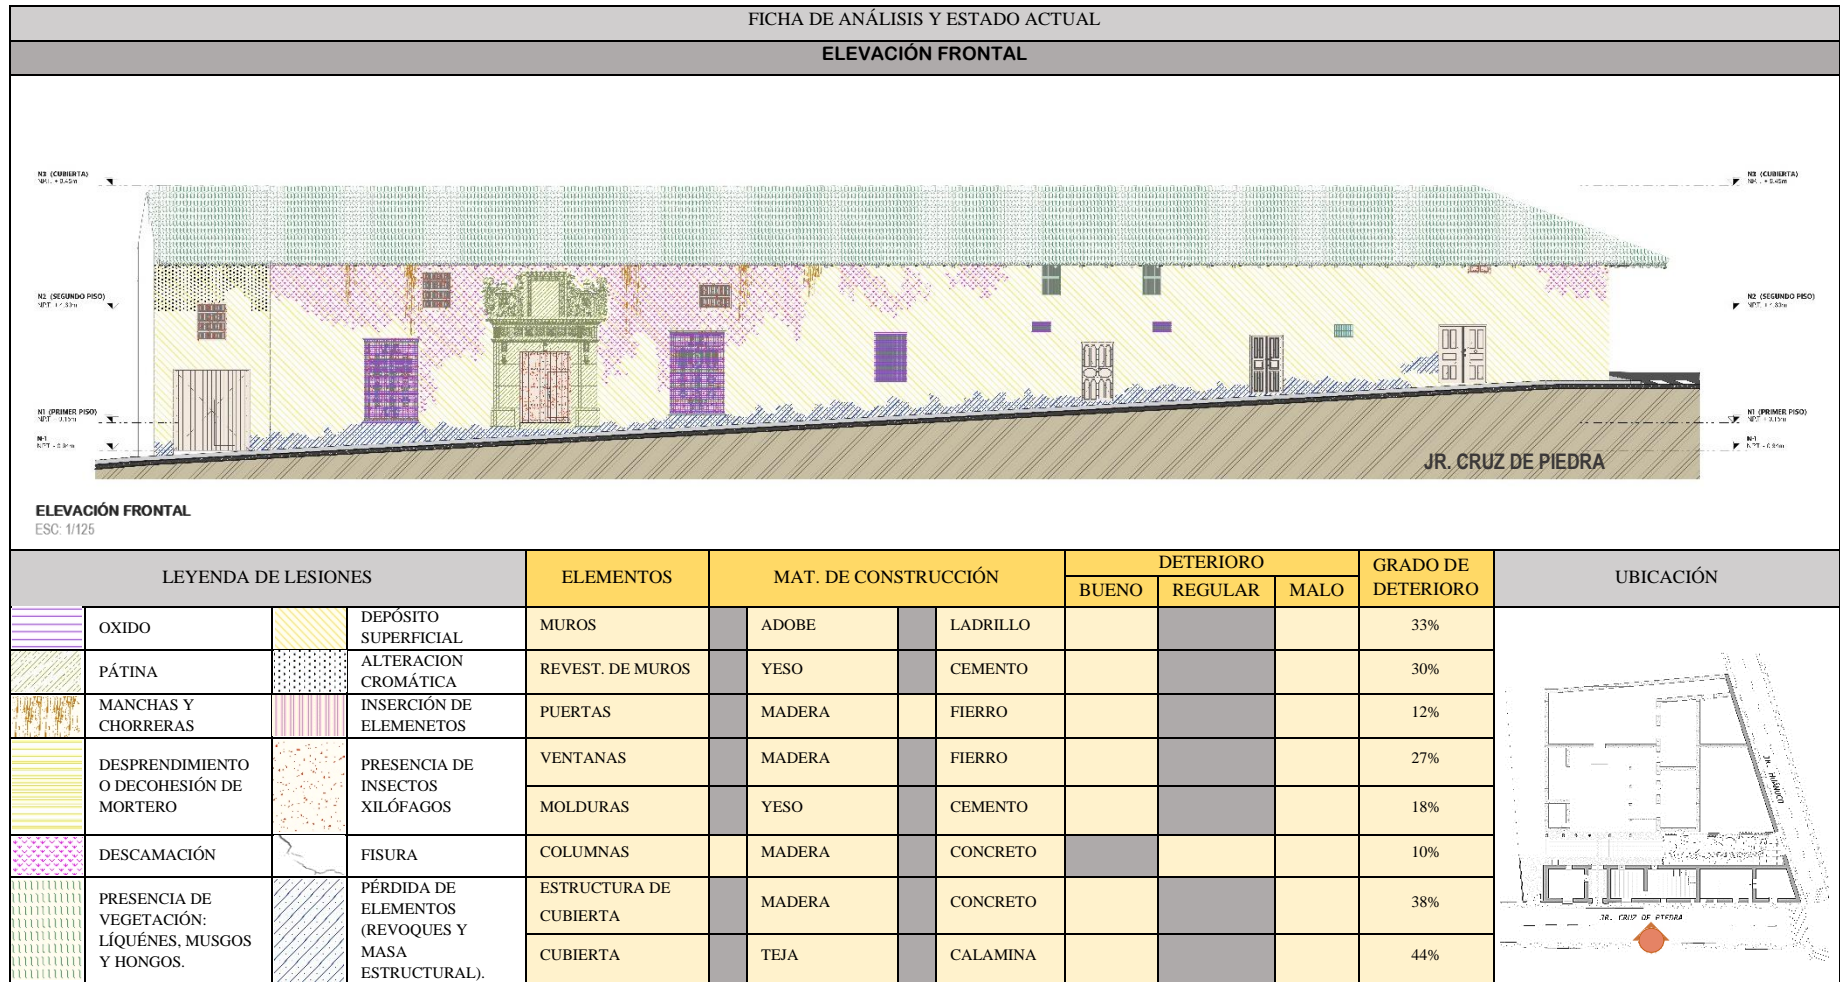 FICHA DE ANÁLISIS Y ESTADO ACTUAL
ELEVACIÓN FRONTAL
N3 (CUBIERTA)
N3 (CUBIERTA)
N2 (SEGUNDO PISO)
N2 (SEGUNDO PISO)
N1 (PRIMER PISO)
N1 (PRIMER PISO)
N-1
N-1
JR. CRUZ DE PIEDRA
ELEVACIÓN FRONTAL
ESC: 1/125
LEYENDA DE LESIONES
ELEMENTOS
MAT. DE CONSTRUCCIÓN
DETERIORO
BUENO REGULAR MALO
GRADO DE
DETERIORO
UBICACIÓN
OXIDO
DEPÓSITO
SUPERFICIAL
MUROS ADOBE LADRILLO 33%
PÁTINA
ALTERACION
CROMÁTICA
REVEST. DE MUROS YESO CEMENTO 30%
MANCHAS Y
CHORRERAS
INSERCIÓN DE
ELEMENETOS
PUERTAS MADERA FIERRO 12%
DESPRENDIMIENTO
O DECOHESIÓN DE
MORTERO
PRESENCIA DE
INSECTOS
XILÓFAGOS
VENTANAS MADERA FIERRO 27%
MOLDURAS YESO CEMENTO 18%
DESCAMACIÓN
FISURA
COLUMNAS MADERA CONCRETO 10%
PRESENCIA DE
VEGETACIÓN:
LÍQUÉNES, MUSGOS
Y HONGOS.
PÉRDIDA DE
ELEMENTOS
(REVOQUES Y
MASA
ESTRUCTURAL).
ESTRUCTURA DE
CUBIERTA
MADERA CONCRETO 38%
CUBIERTA TEJA CALAMINA 44%
JR. HUÁNUCO
JR. CRUZ DE PIEDRA